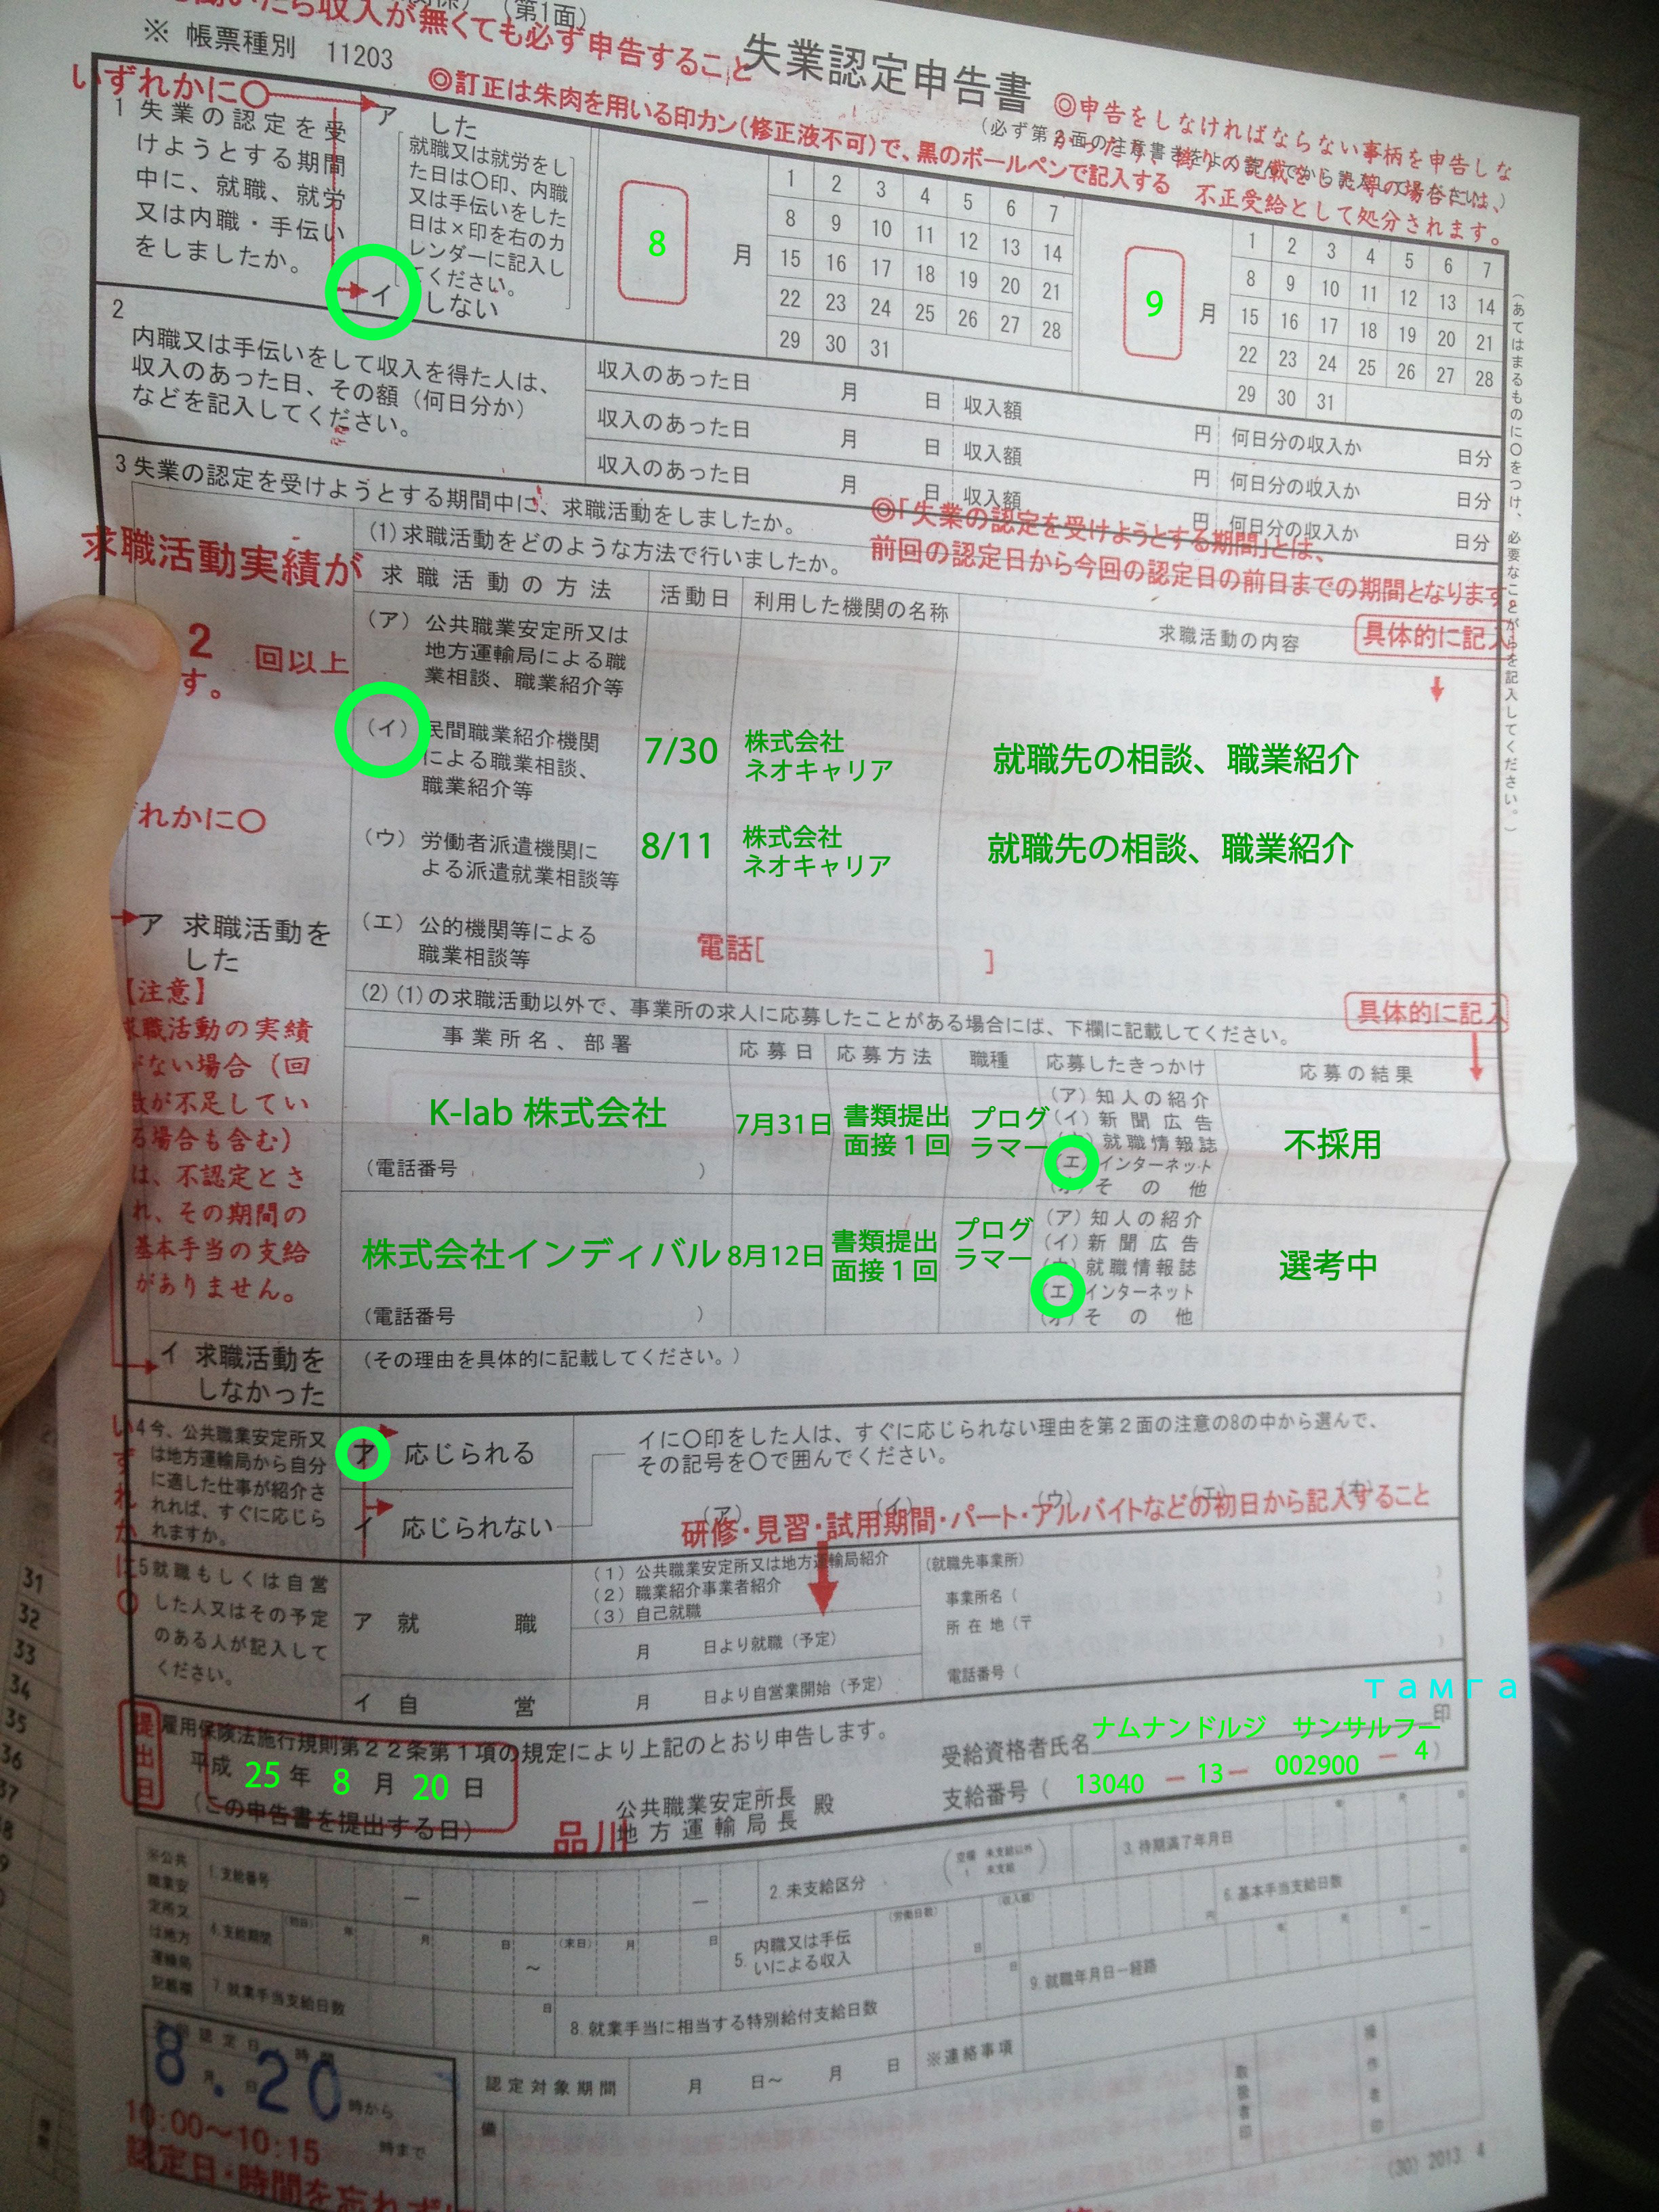 働いたら収入が無くても必ず申告すること
(第1面)
※ 帳票種別 11203
失業認定申告書
いずれかに〇
◎訂正は朱肉を用いる印カン(修正液不可)で、黒のボールペンで記入する
◎申告をしなければならない事柄を申告しな
偽りの記載をした等の場合には、
不正受給として処分されます。
1 失業の認定を受
けようとする期間
中に、就職、就労
又は内職・手伝い
をしましたか。
ア した
就職又は就労をし
た日は〇印、内職
又は手伝いをした
日は×印を右のカ
レンダーに記入し
てください。
イ しない
8 月
1 2 3 4 5 6 7
8 9 10 11 12 13 14
15 16 17 18 19 20 21
22 23 24 25 26 27 28
29 30 31
9 月
1 2 3 4 5 6 7
8 9 10 11 12 13 14
15 16 17 18 19 20 21
22 23 24 25 26 27 28
29 30 31
(あてはまるものに〇をつけ、必要なことがらを記入してください。)
2
内職又は手伝いをして収入を得た人は、
収入のあった日、その額(何日分か)
などを記入してください。
収入のあった日 月 日 収入額 円 何日分の収入か 日分
収入のあった日 月 日 収入額 円 何日分の収入か 日分
収入のあった日 月 日 収入額 円 何日分の収入か 日分
3 失業の認定を受けようとする期間中に、求職活動をしましたか。
◎「失業の認定を受けようとする期間」とは、
前回の認定日から今回の認定日の前日までの期間となります。
求職活動実績が
2 回以上
す。
ずれかに〇
ア 求職活動を
した
【注意】
求職活動の実績
がない場合(回
数が不足してい
る場合も含む)
は、不認定とさ
れ、その期間の
基本手当の支給
がありません。
(1)求職活動をどのような方法で行いましたか。
求職活動の方法 活動日 利用した機関の名称 求職活動の内容 具体的に記入
(ア) 公共職業安定所又は
地方運輸局による職
業相談、職業紹介等
(イ) 民間職業紹介機関
による職業相談、
職業紹介等
7/30 株式会社
ネオキャリア
就職先の相談、職業紹介
(ウ) 労働者派遣機関に
よる派遣就業相談等
8/11 株式会社
ネオキャリア
就職先の相談、職業紹介
(エ) 公的機関等による
職業相談等
電話[ ]
(2)(1)の求職活動以外で、事業所の求人に応募したことがある場合には、下欄に記載してください。
具体的に記入
事業所名、部署 応募日 応募方法 職種 応募したきっかけ 応募の結果
K-lab 株式会社
(電話番号 )
7月31日
書類提出
面接1回
プログ
ラマー
(ア)知人の紹介
(イ)新聞広告
(ウ)就職情報誌
(エ)インターネット
(オ)その他
不採用
株式会社インディバル
(電話番号 )
8月12日
書類提出
面接1回
プログ
ラマー
(ア)知人の紹介
(イ)新聞広告
(ウ)就職情報誌
(エ)インターネット
(オ)その他
選考中
イ 求職活動を
しなかった
(その理由を具体的に記載してください。)
いずれかに〇
4 今、公共職業安定所又
は地方運輸局から自分
に適した仕事が紹介さ
れれば、すぐに応じら
れますか。
ア 応じられる
イ 応じられない
イに〇印をした人は、すぐに応じられない理由を第2面の注意の8の中から選んで、
その記号を〇で囲んでください。
(ア) (イ) (ウ) (エ) (オ)
研修・見習・試用期間・パート・アルバイトなどの初日から記入すること
5 就職もしくは自営
した人又はその予定
のある人が記入して
ください。
ア 就職
(1) 公共職業安定所又は地方運輸局紹介
(2) 職業紹介事業者紹介
(3) 自己就職
月 日より就職(予定)
イ 自営
月 日より自営業開始(予定)
(就職先事業所)
事業所名( )
所在地(〒 )
電話番号(
тамга
提出日
雇用保険法施行規則第22条第1項の規定により上記のとおり申告します。
平成 25 年 8 月 20 日
(この申告書を提出する日)
受給資格者氏名 ナムナンドルジ サンサルフー 印
支給番号( 13040 − 13 − 002900 − 4 )
品川
公共職業安定所長
地方運輸局長
殿
※公共
職業安
定所又
は地方
運輸局
記載欄
1.支給番号
2.未支給区分
空欄 未支給以外
1 未支給
3.待期満了年月日
4.支給期間
(初日) 年 月 日 〜 (末日) 月 日
5. 内職又は手伝
いによる収入
(労働日数) 日 (収入額) 円
6.基本手当支給日数 日
7.就業手当支給日数 日
8.就業手当に相当する特別給付支給日数 日
9.就職年月日−経路
認定日・時間
8月.20日
時から
時まで
10:00〜10:15
認定日・時間を忘れず
認定対象期間 月 日〜 月 日
※連絡事項
備
取扱者印
操作者印
(30) 2013. 4
31
32
33
34
35
36
37